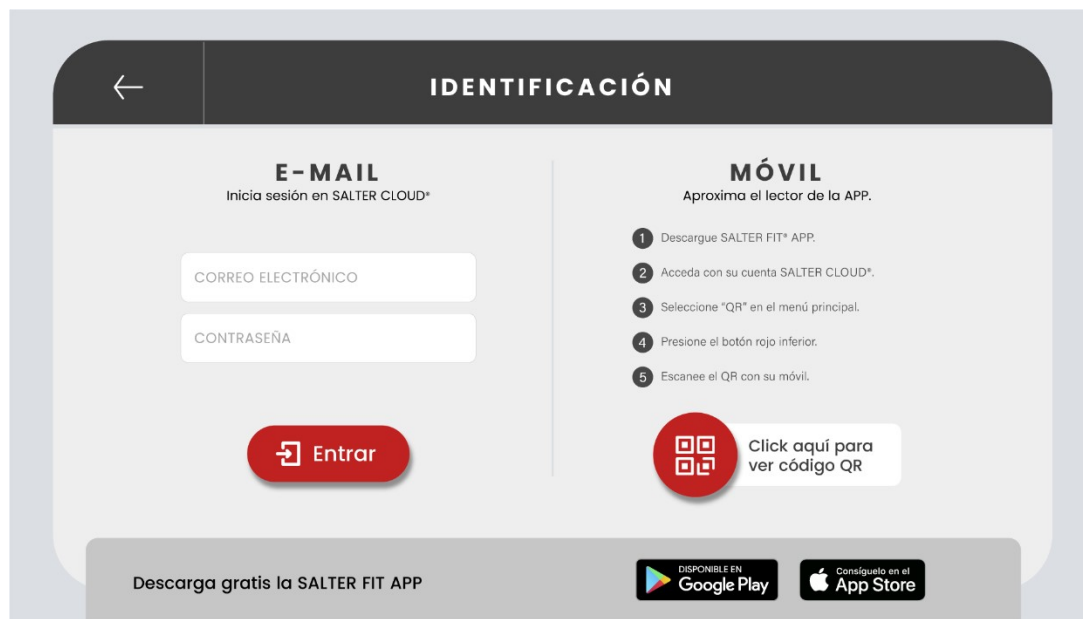 IDENTIFICACIÓN
E-MAIL
Inicia sesión en SALTER CLOUD®
CORREO ELECTRÓNICO
CONTRASEÑA
Entrar
MÓVIL
Aproxima el lector de la APP.
1 Descargue SALTER FIT® APP.
2 Acceda con su cuenta SALTER CLOUD®.
3 Seleccione "QR" en el menú principal.
4 Presione el botón rojo inferior.
5 Escanee el QR con su móvil.
Click aquí para
ver código QR
Descarga gratis la SALTER FIT APP
DISPONIBLE EN
Google Play
Consíguelo en el
App Store